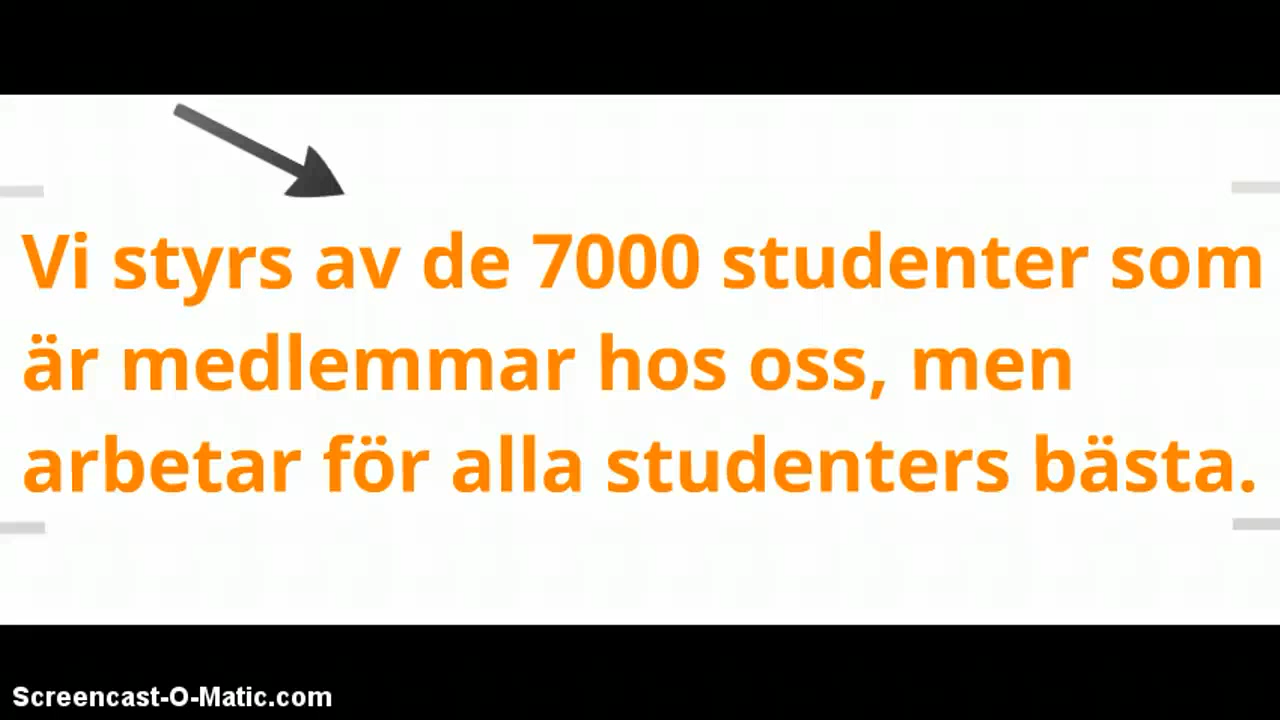 Vi styrs av de 7000 studenter som
är medlemmar hos oss, men
arbetar för alla studenters bästa.
Screencast-O-Matic.com